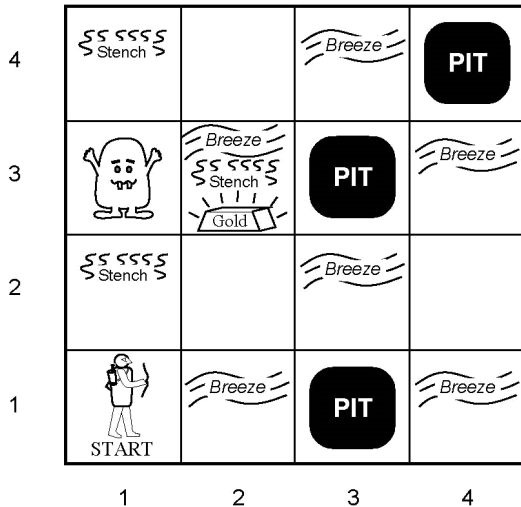 4
Stench
Breeze
PIT
3
Breeze
Stench
Gold
PIT
Breeze
2
Stench
Breeze
1
START
Breeze
PIT
Breeze
1 2 3 4